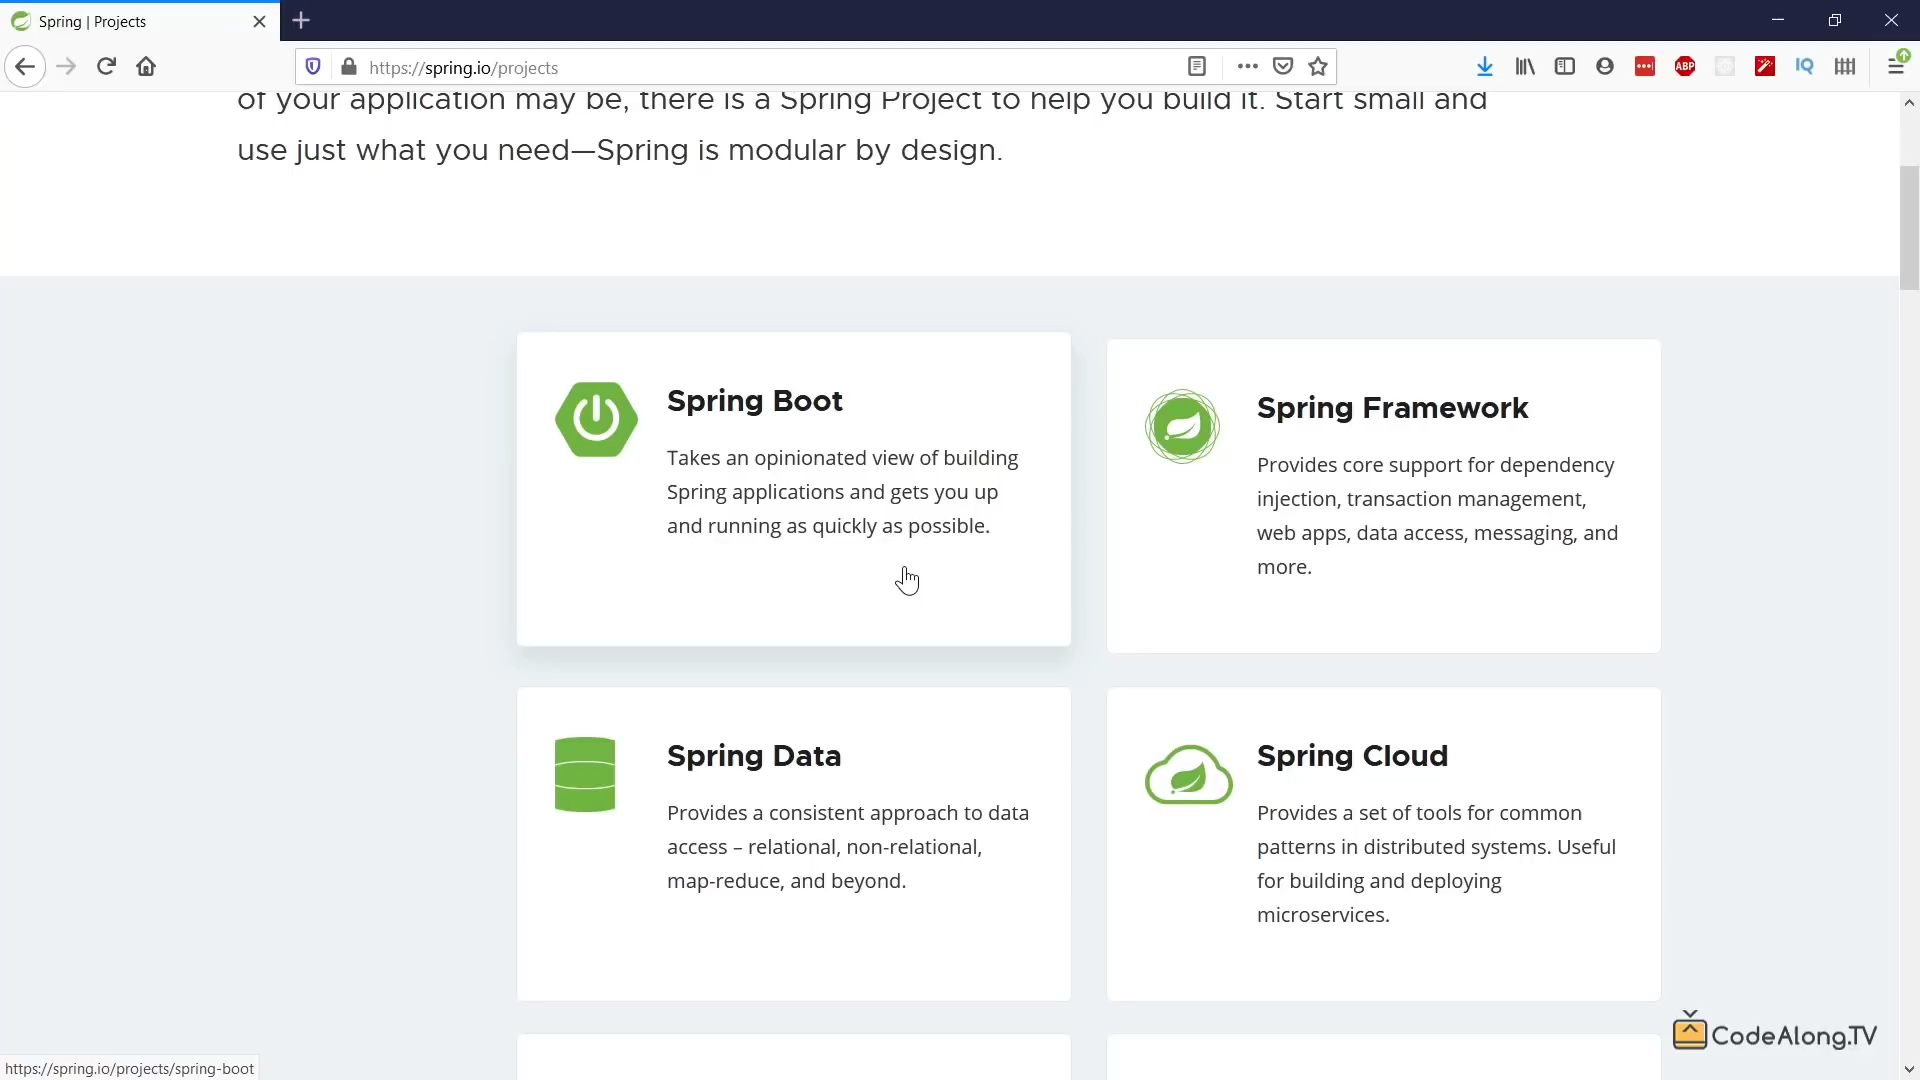 Spring | Projects
https://spring.io/projects
ABP
IQ
of your application may be, there is a Spring Project to help you build it. Start small and
use just what you need—Spring is modular by design.
Spring Boot
Takes an opinionated view of building
Spring applications and gets you up
and running as quickly as possible.
Spring Framework
Provides core support for dependency
injection, transaction management,
web apps, data access, messaging, and
more.
Spring Data
Provides a consistent approach to data
access – relational, non-relational,
map-reduce, and beyond.
Spring Cloud
Provides a set of tools for common
patterns in distributed systems. Useful
for building and deploying
microservices.
CodeAlong.TV
https://spring.io/projects/spring-boot